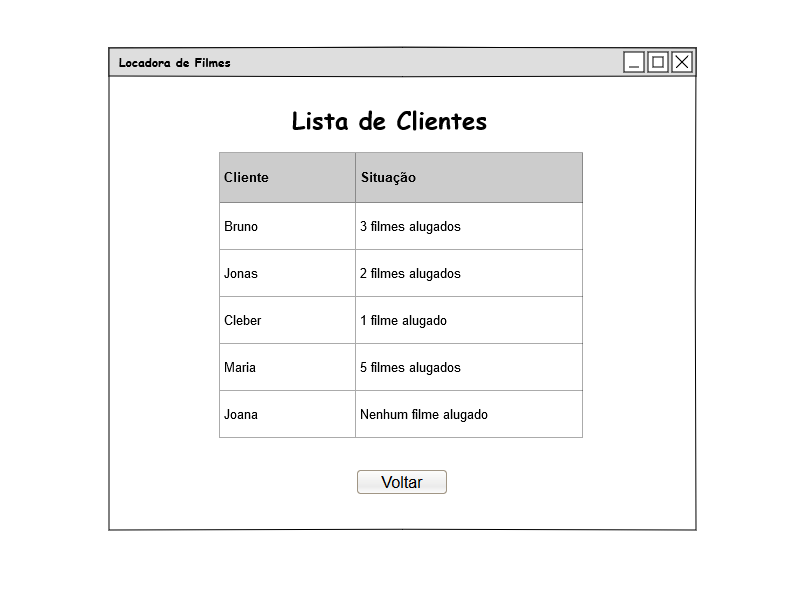 Locadora de Filmes
Lista de Clientes
Cliente Situação
Bruno 3 filmes alugados
Jonas 2 filmes alugados
Cleber 1 filme alugado
Maria 5 filmes alugados
Joana Nenhum filme alugado
Voltar